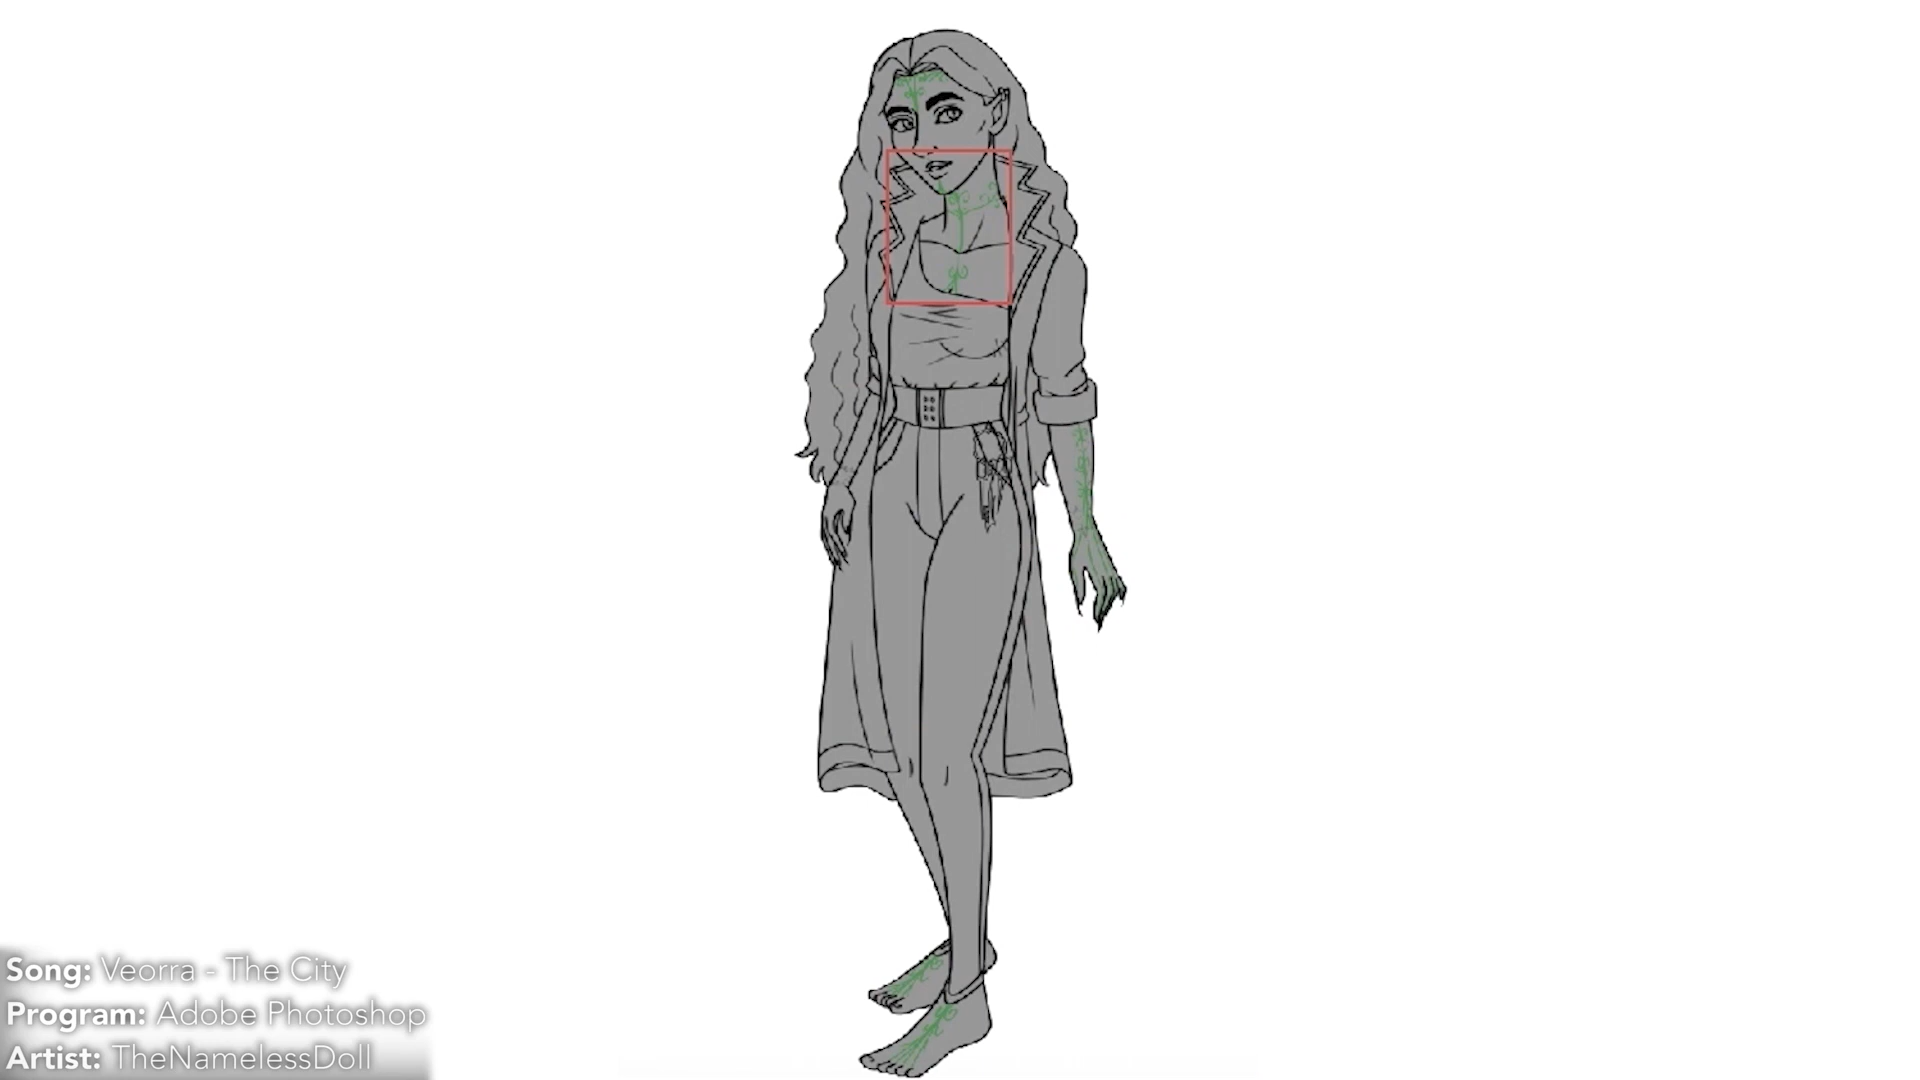 Song: Veorra - The City
Program: Adobe Photoshop
Artist: TheNamelessDoll